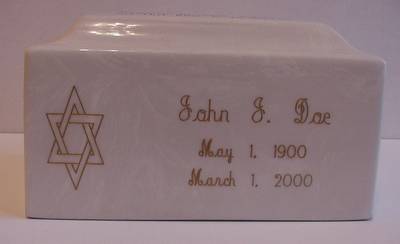 John J. Doe
May 1, 1900
March 1, 2000